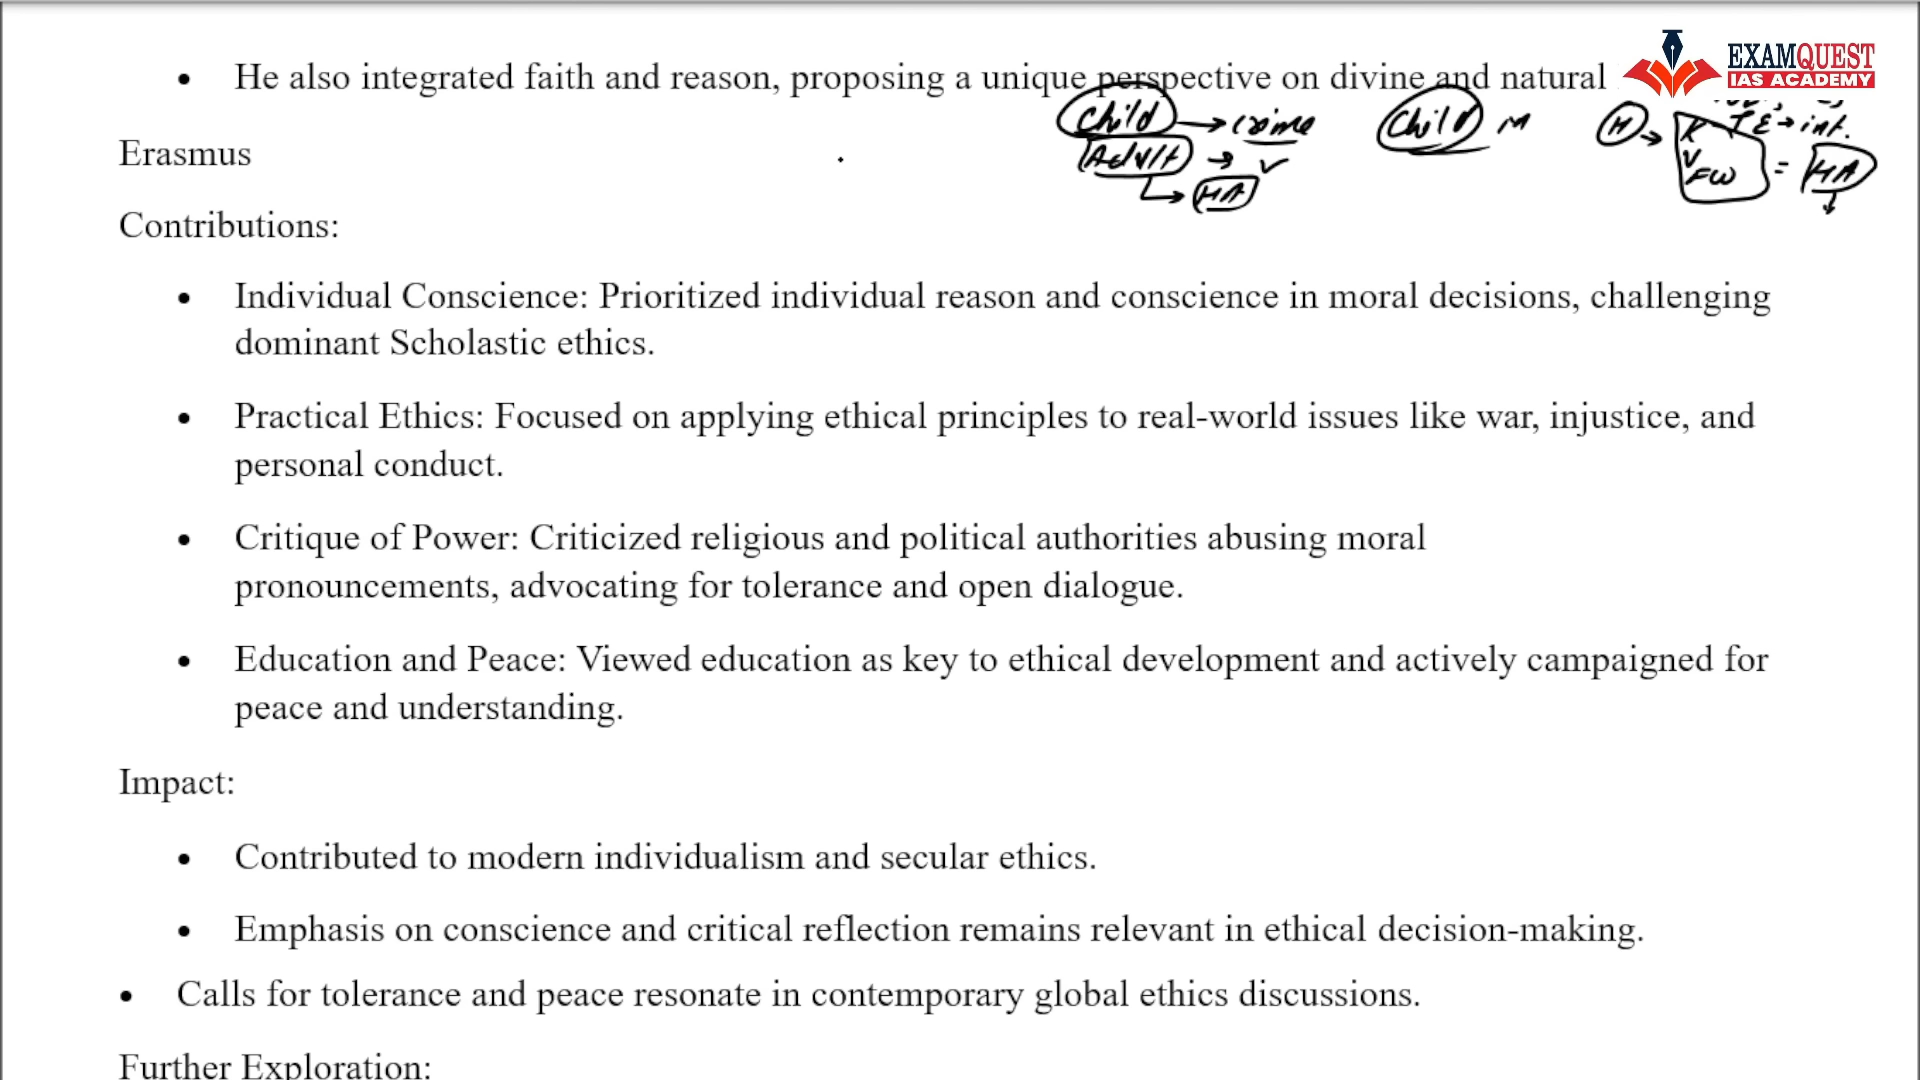 • He also integrated faith and reason, proposing a unique perspective on divine and natural
EXAMQUEST
IAS ACADEMY
Child → crime
Child M
H → K
V
FW
= HA
int.
Adult → ✓
HA
Erasmus
Contributions:
• Individual Conscience: Prioritized individual reason and conscience in moral decisions, challenging
dominant Scholastic ethics.
• Practical Ethics: Focused on applying ethical principles to real-world issues like war, injustice, and
personal conduct.
• Critique of Power: Criticized religious and political authorities abusing moral
pronouncements, advocating for tolerance and open dialogue.
• Education and Peace: Viewed education as key to ethical development and actively campaigned for
peace and understanding.
Impact:
• Contributed to modern individualism and secular ethics.
• Emphasis on conscience and critical reflection remains relevant in ethical decision-making.
• Calls for tolerance and peace resonate in contemporary global ethics discussions.
Further Exploration: